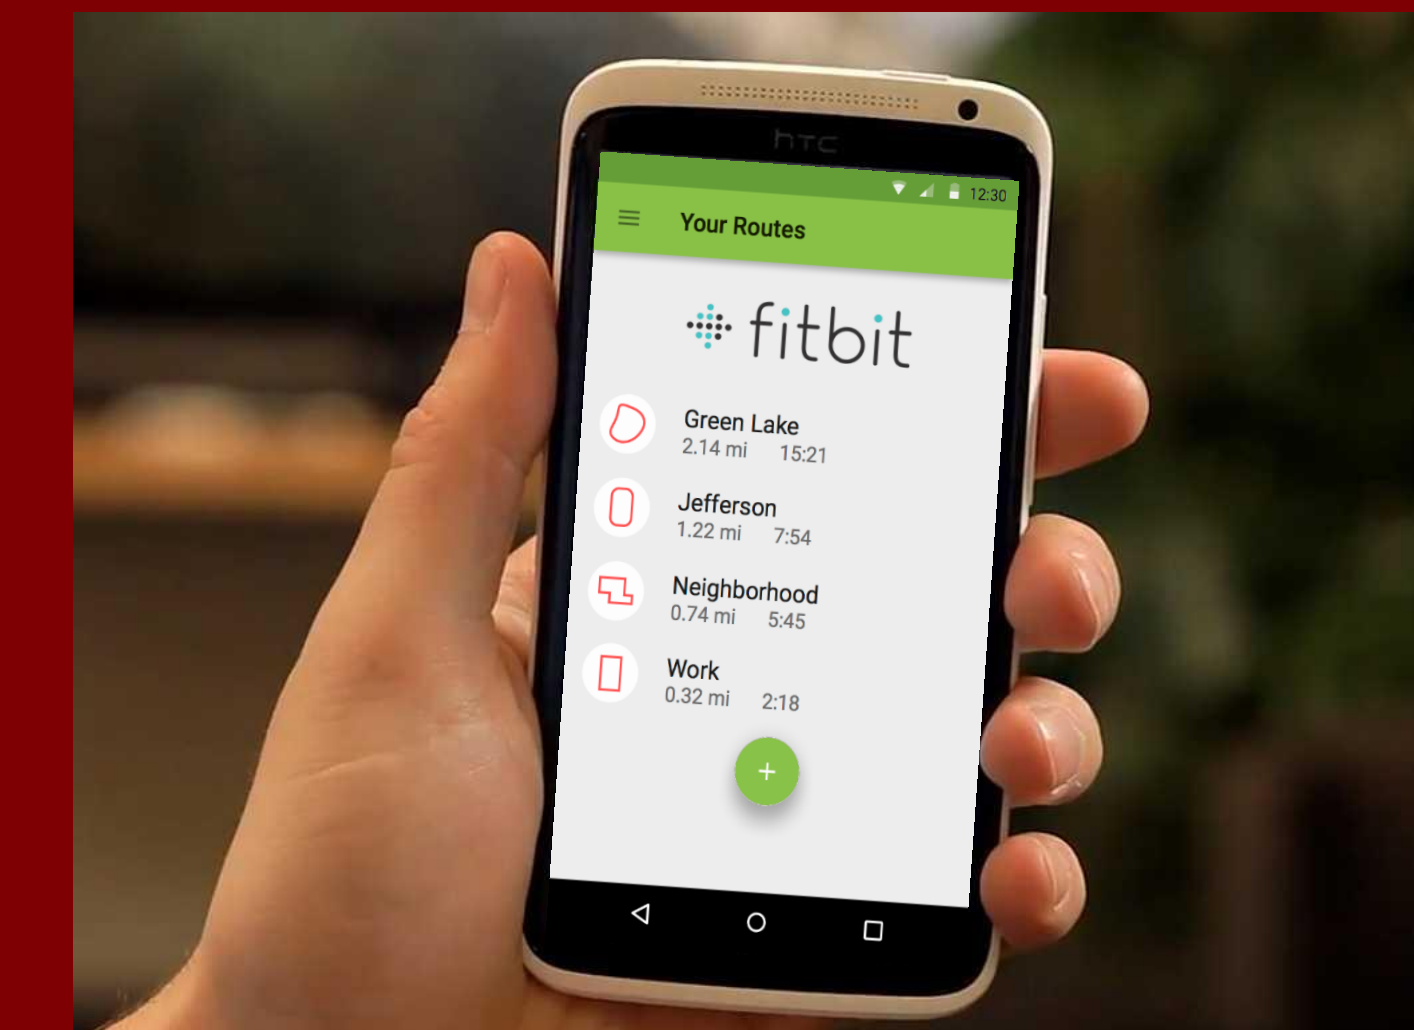 hTC
12:30
Your Routes
fitbit
Green Lake
2.14 mi 15:21
Jefferson
1.22 mi 7:54
Neighborhood
0.74 mi 5:45
Work
0.32 mi 2:18
+